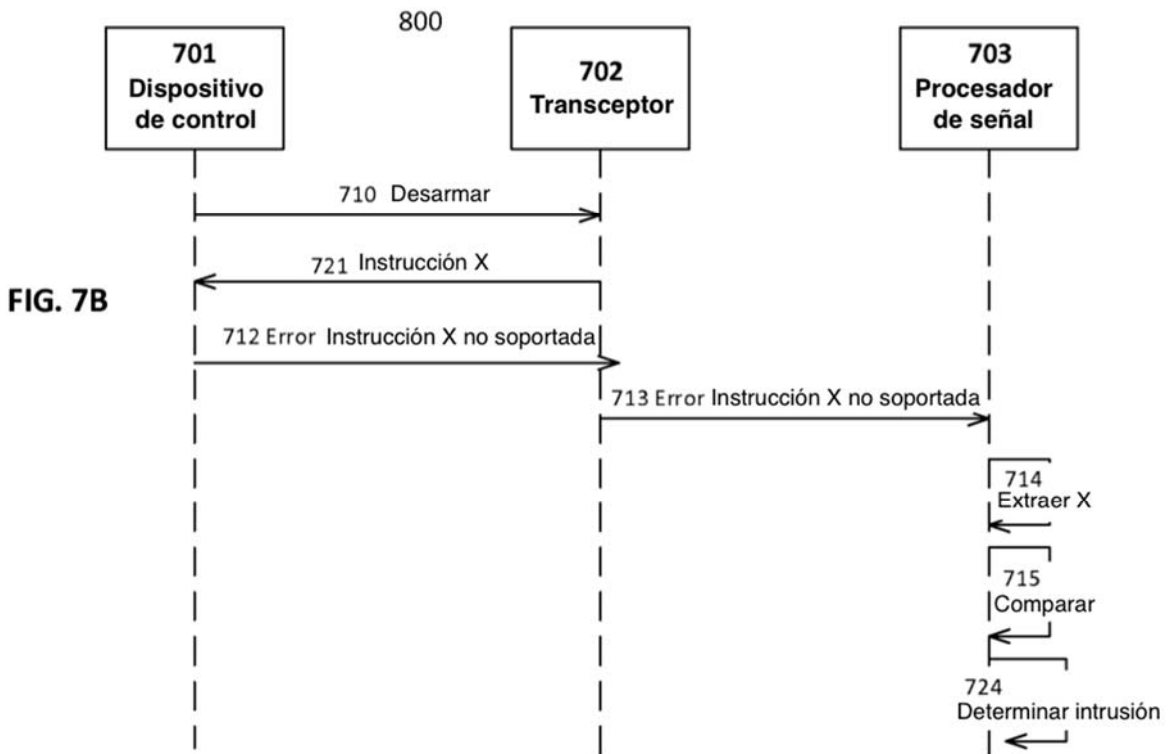 800
701
Dispositivo
de control
702
Transceptor
703
Procesador
de señal
710 Desarmar
721 Instrucción X
FIG. 7B
712 Error Instrucción X no soportada
713 Error Instrucción X no soportada
714
Extraer X
715
Comparar
724
Determinar intrusión